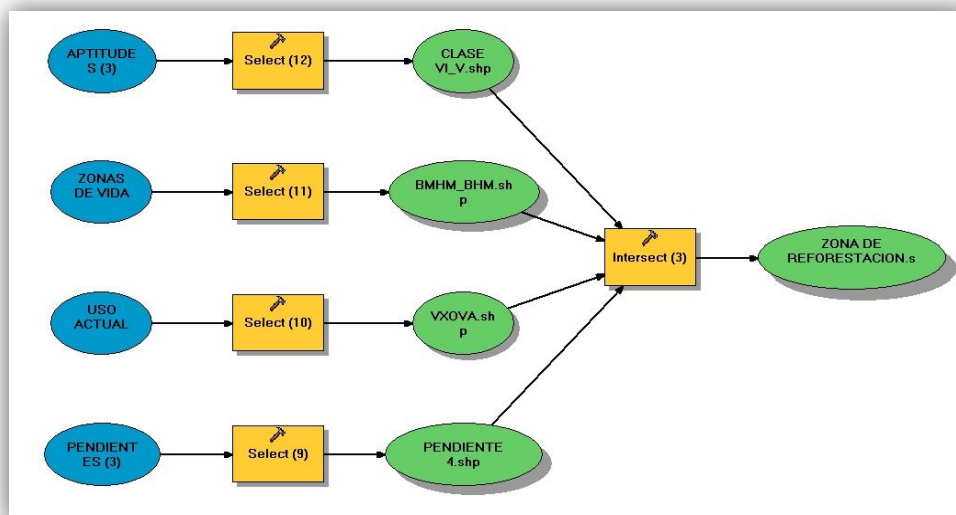 APTITUDE
S (3)
Select (12)
CLASE
VI_V.shp
ZONAS
DE VIDA
Select (11)
BMHM_BHM.sh
p
Intersect (3)
ZONA DE
REFORESTACION.s
USO
ACTUAL
Select (10)
VXOVA.sh
p
PENDIENT
ES (3)
Select (9)
PENDIENTE
4.shp